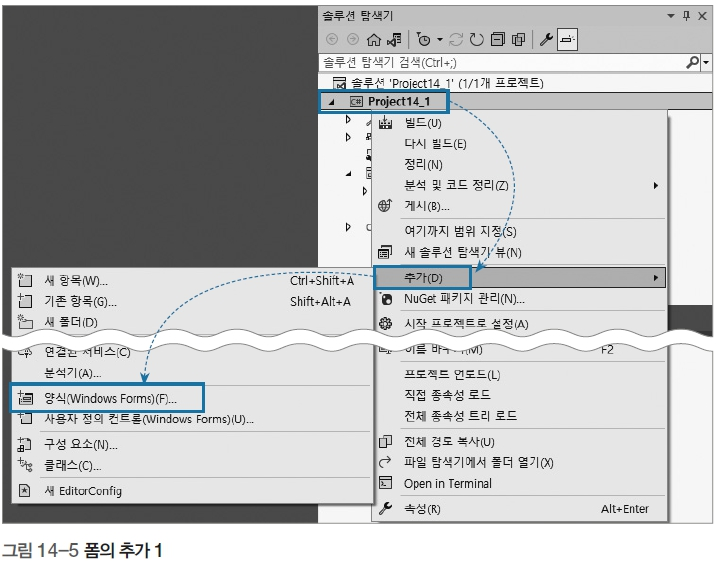 솔루션 탐색기
솔루션 탐색기 검색(Ctrl+;)
솔루션 'Project14_1' (1/1개 프로젝트)
C# Project14_1
빌드(U)
다시 빌드(E)
정리(N)
분석 및 코드 정리(Z)
게시(B)...
여기까지 범위 지정(S)
새 솔루션 탐색기 뷰(N)
추가(D)
NuGet 패키지 관리(N)...
시작 프로젝트로 설정(A)
이름 바꾸기(M) F2
프로젝트 언로드(L)
직접 종속성 로드
전체 종속성 트리 로드
전체 경로 복사(U)
파일 탐색기에서 폴더 열기(X)
Open in Terminal
속성(R) Alt+Enter
새 항목(W)... Ctrl+Shift+A
기존 항목(G)... Shift+Alt+A
새 폴더(D)
연결된 서비스(C)
분석기(A)...
양식(Windows Forms)(F)...
사용자 정의 컨트롤(Windows Forms)(U)...
구성 요소(N)...
클래스(C)...
새 EditorConfig
그림 14-5 폼의 추가 1